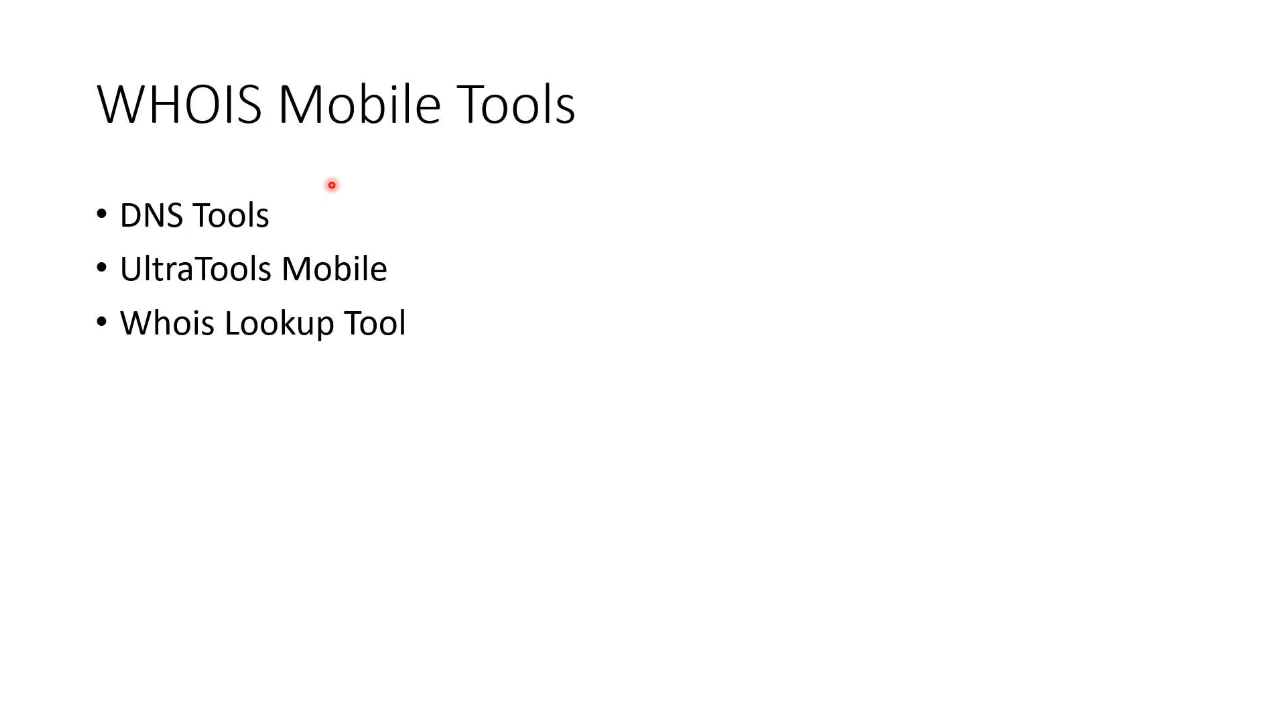 WHOIS Mobile Tools
• DNS Tools
• UltraTools Mobile
• Whois Lookup Tool